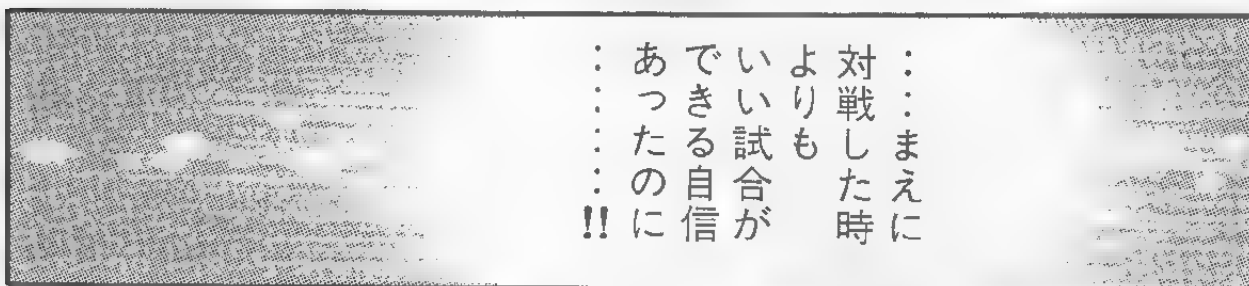 ……まえに
対戦した時
よりも
いい試合が
できる自信
あったのに
…………!!